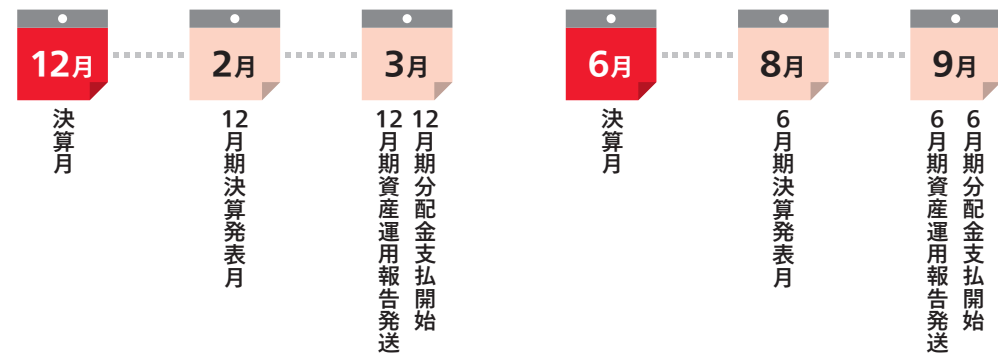 12月
決算月
2月
12月期決算発表月
3月
12月期分配金支払開始
12月期資産運用報告発送
6月
決算月
8月
6月期決算発表月
9月
6月期分配金支払開始
6月期資産運用報告発送